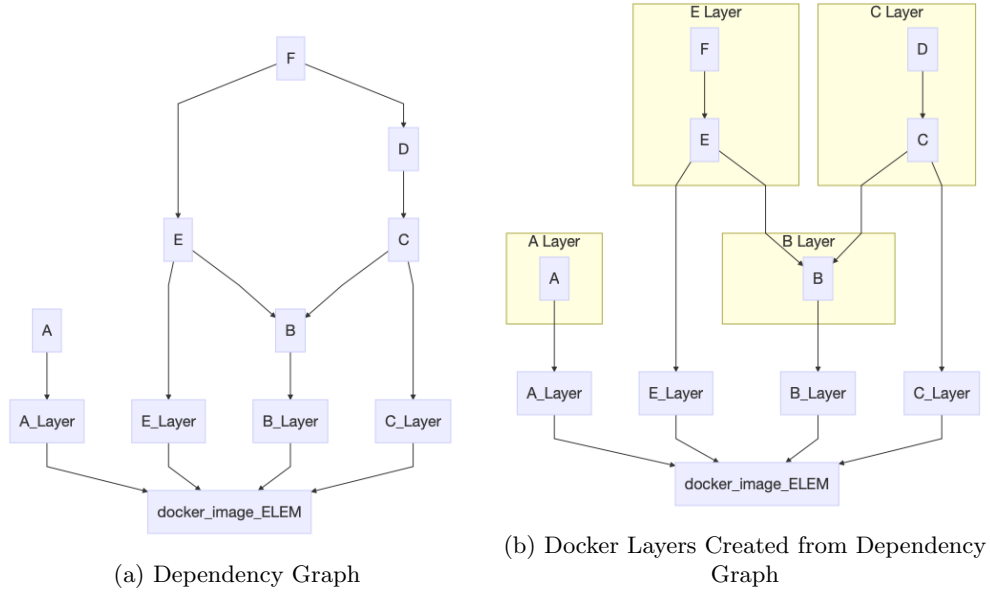 F
D
E
C
B
A
A_Layer
E_Layer
B_Layer
C_Layer
docker_image_ELEM
(a) Dependency Graph
E Layer
C Layer
F
D
E
C
A Layer
B Layer
A
B
A_Layer
E_Layer
B_Layer
C_Layer
docker_image_ELEM
(b) Docker Layers Created from Dependency
Graph